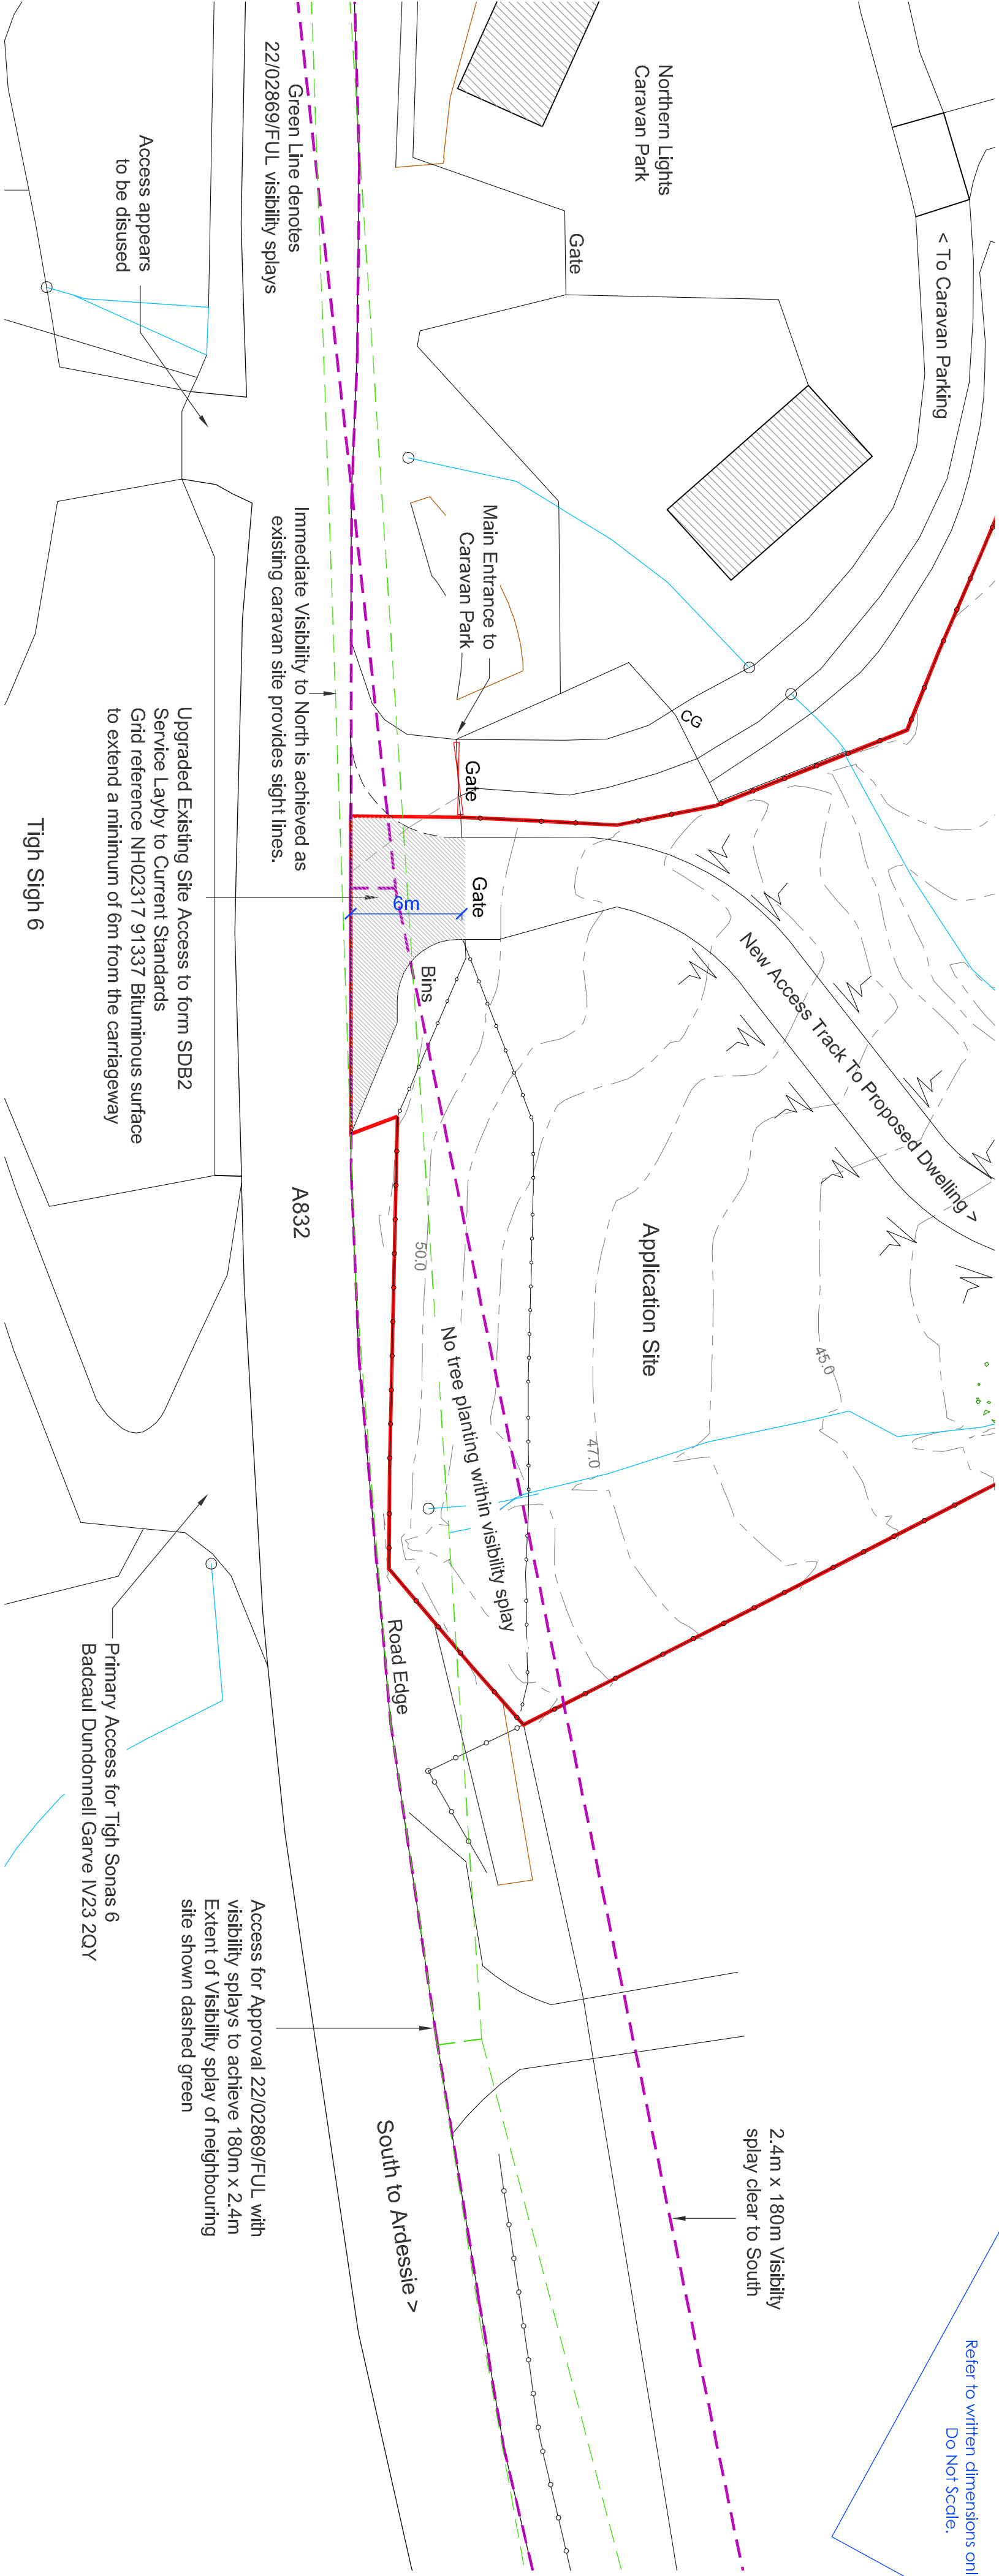 Refer to written dimensions onl
Do Not Scale.
< To Caravan Parking
Northern Lights
Caravan Park
Gate
Main Entrance to
Caravan Park
CG
Gate
Gate
6m
Bins
New Access Track To Proposed Dwelling >
Application Site
45.0
47.0
50.0
No tree planting within visibility splay
2.4m x 180m Visibilty
splay clear to South
Green Line denotes
22/02869/FUL visibility splays
Immediate Visibility to North is achieved as
existing caravan site provides sight lines.
A832
Road Edge
South to Ardessie >
Access appears
to be disused
Upgraded Existing Site Access to form SDB2
Service Layby to Current Standards
Grid reference NH02317 91337 Bituminous surface
to extend a minimum of 6m from the carriageway
Tigh Sigh 6
Primary Access for Tigh Sonas 6
Badcaul Dundonnell Garve IV23 2QY
Access for Approval 22/02869/FUL with
visibility splays to achieve 180m x 2.4m
Extent of Visibility splay of neighbouring
site shown dashed green